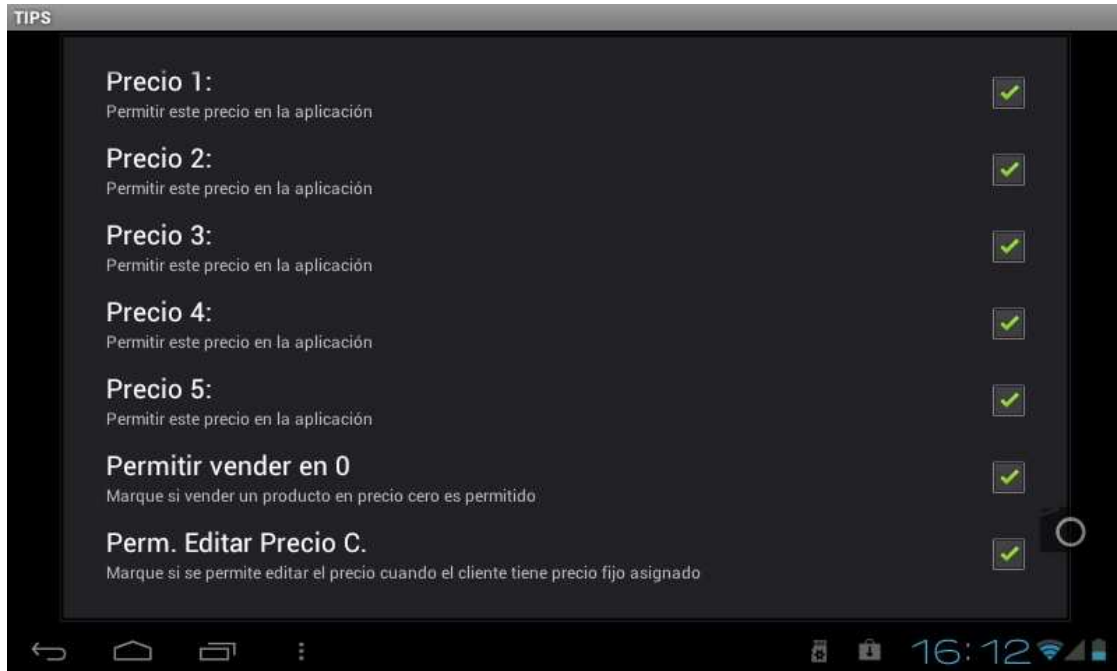 TIPS
Precio 1:
Permitir este precio en la aplicación
Precio 2:
Permitir este precio en la aplicación
Precio 3:
Permitir este precio en la aplicación
Precio 4:
Permitir este precio en la aplicación
Precio 5:
Permitir este precio en la aplicación
Permitir vender en 0
Marque si vender un producto en precio cero es permitido
Perm. Editar Precio C.
Marque si se permite editar el precio cuando el cliente tiene precio fijo asignado
16:12